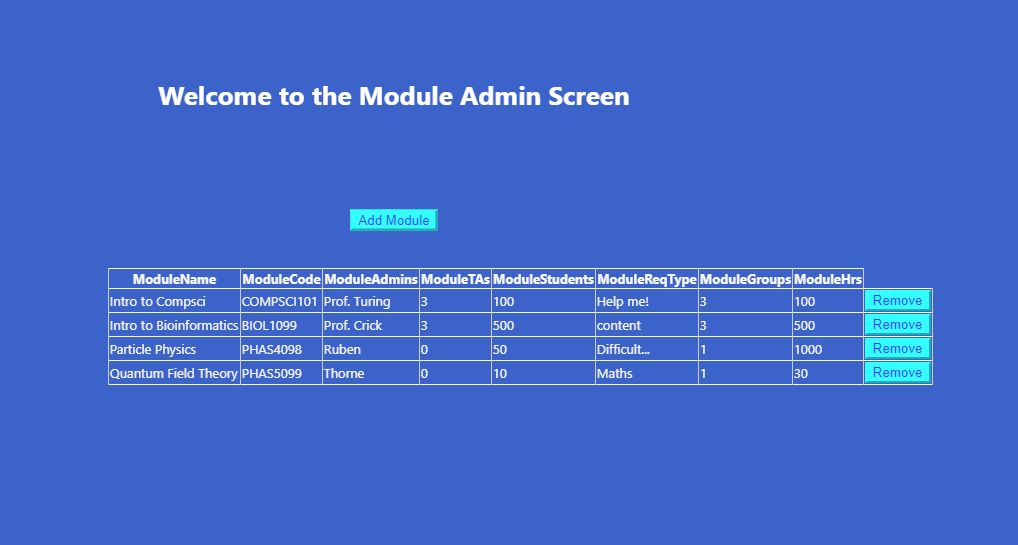 Welcome to the Module Admin Screen
Add Module
ModuleName ModuleCode ModuleAdmins ModuleTAs ModuleStudents ModuleReqType ModuleGroups ModuleHrs
Intro to Compsci COMPSCI101 Prof. Turing 3 100 Help me! 3 100 Remove
Intro to Bioinformatics BIOL1099 Prof. Crick 3 500 content 3 500 Remove
Particle Physics PHAS4098 Ruben 0 50 Difficult... 1 1000 Remove
Quantum Field Theory PHAS5099 Thorne 0 10 Maths 1 30 Remove